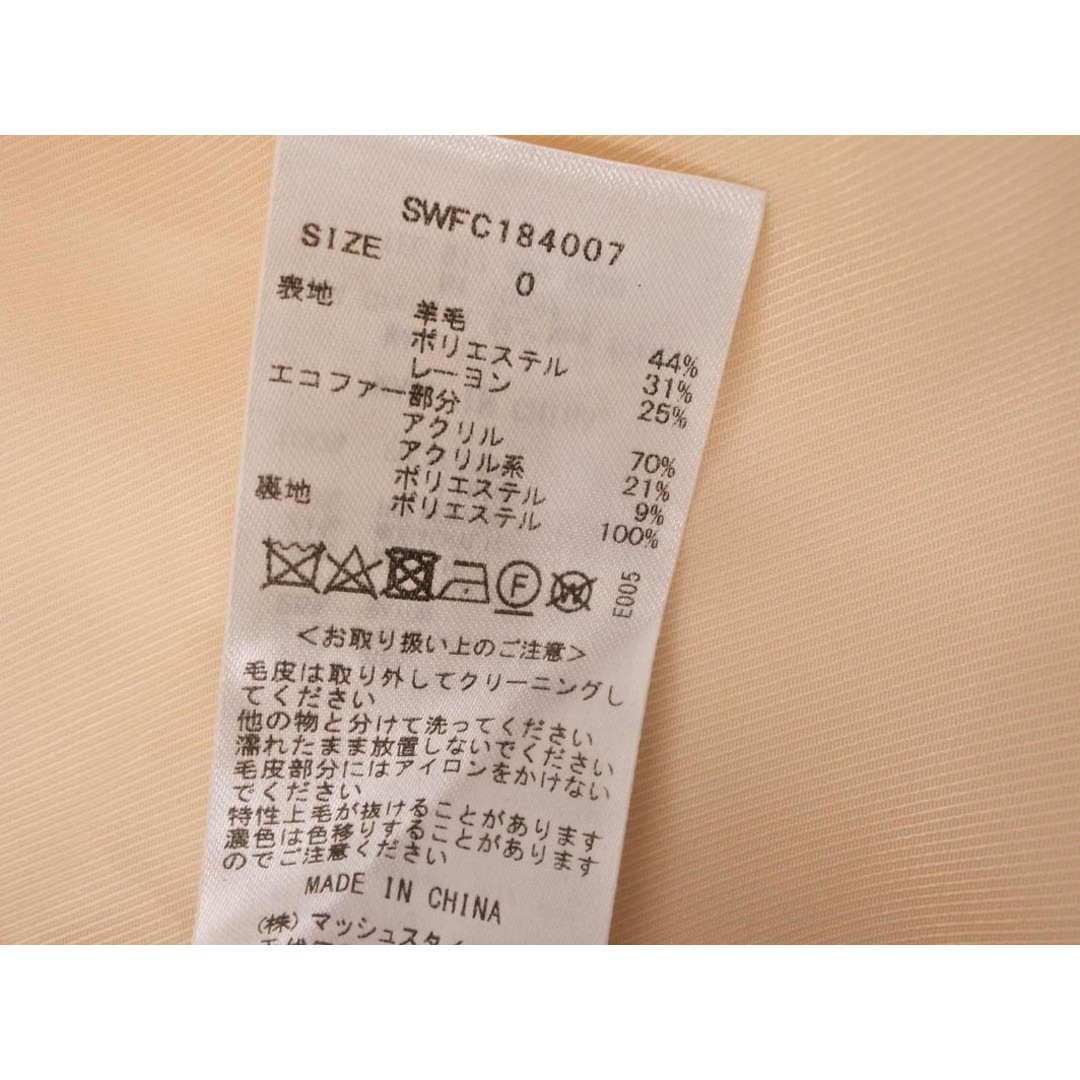 SWFC184007
SIZE 0
表地
羊毛 44%
ポリエステル 31%
レーヨン 25%
エコファー部分
アクリル 70%
アクリル系 21%
ポリエステル 9%
裏地 ポリエステル 100%
F W E005
<お取り扱い上のご注意>
毛皮は取り外してクリーニングし
てください
他の物と分けて洗ってください
濡れたまま放置しないでください
毛皮部分にはアイロンをかけない
でください
特性上毛が抜けることがあります
濃色は色移りすることがあります
のでご注意ください
MADE IN CHINA
(株)マッシュスタイ